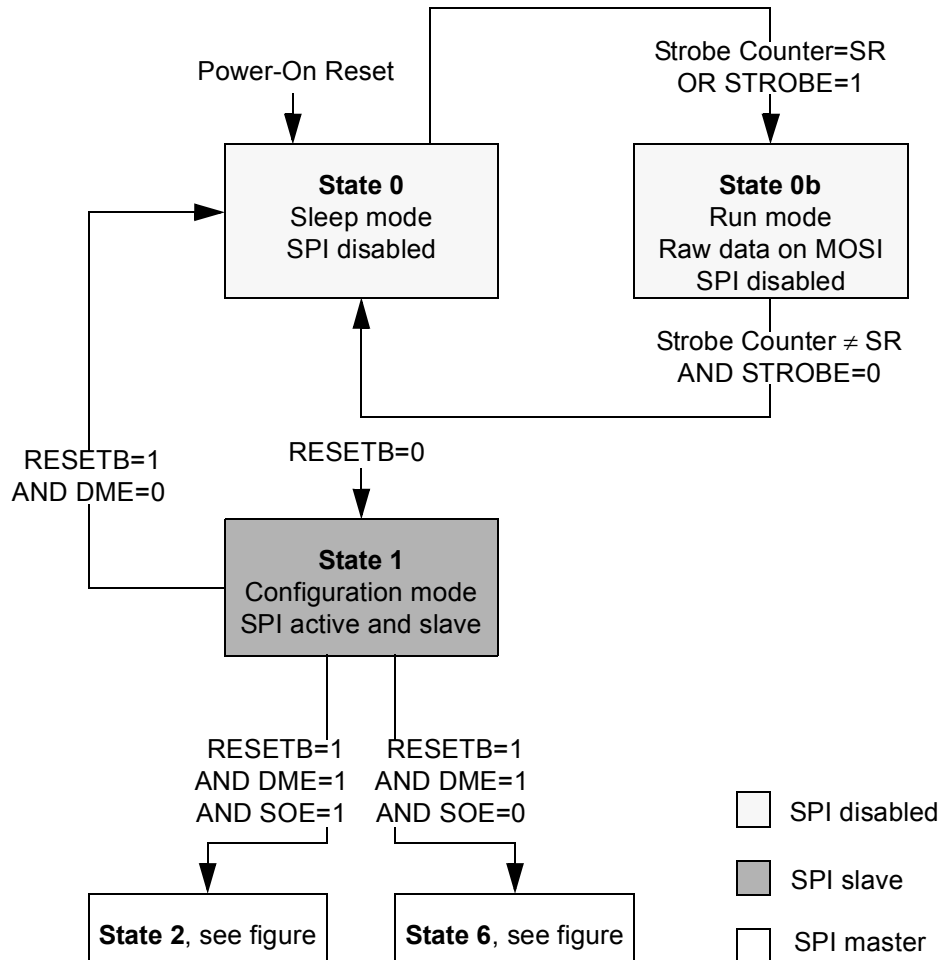 Power-On Reset
Strobe Counter=SR
OR STROBE=1
State 0
Sleep mode
SPI disabled
State 0b
Run mode
Raw data on MOSI
SPI disabled
Strobe Counter ≠ SR
AND STROBE=0
RESETB=1
AND DME=0
RESETB=0
State 1
Configuration mode
SPI active and slave
RESETB=1
AND DME=1
AND SOE=1
RESETB=1
AND DME=1
AND SOE=0
State 2, see figure
State 6, see figure
SPI disabled
SPI slave
SPI master